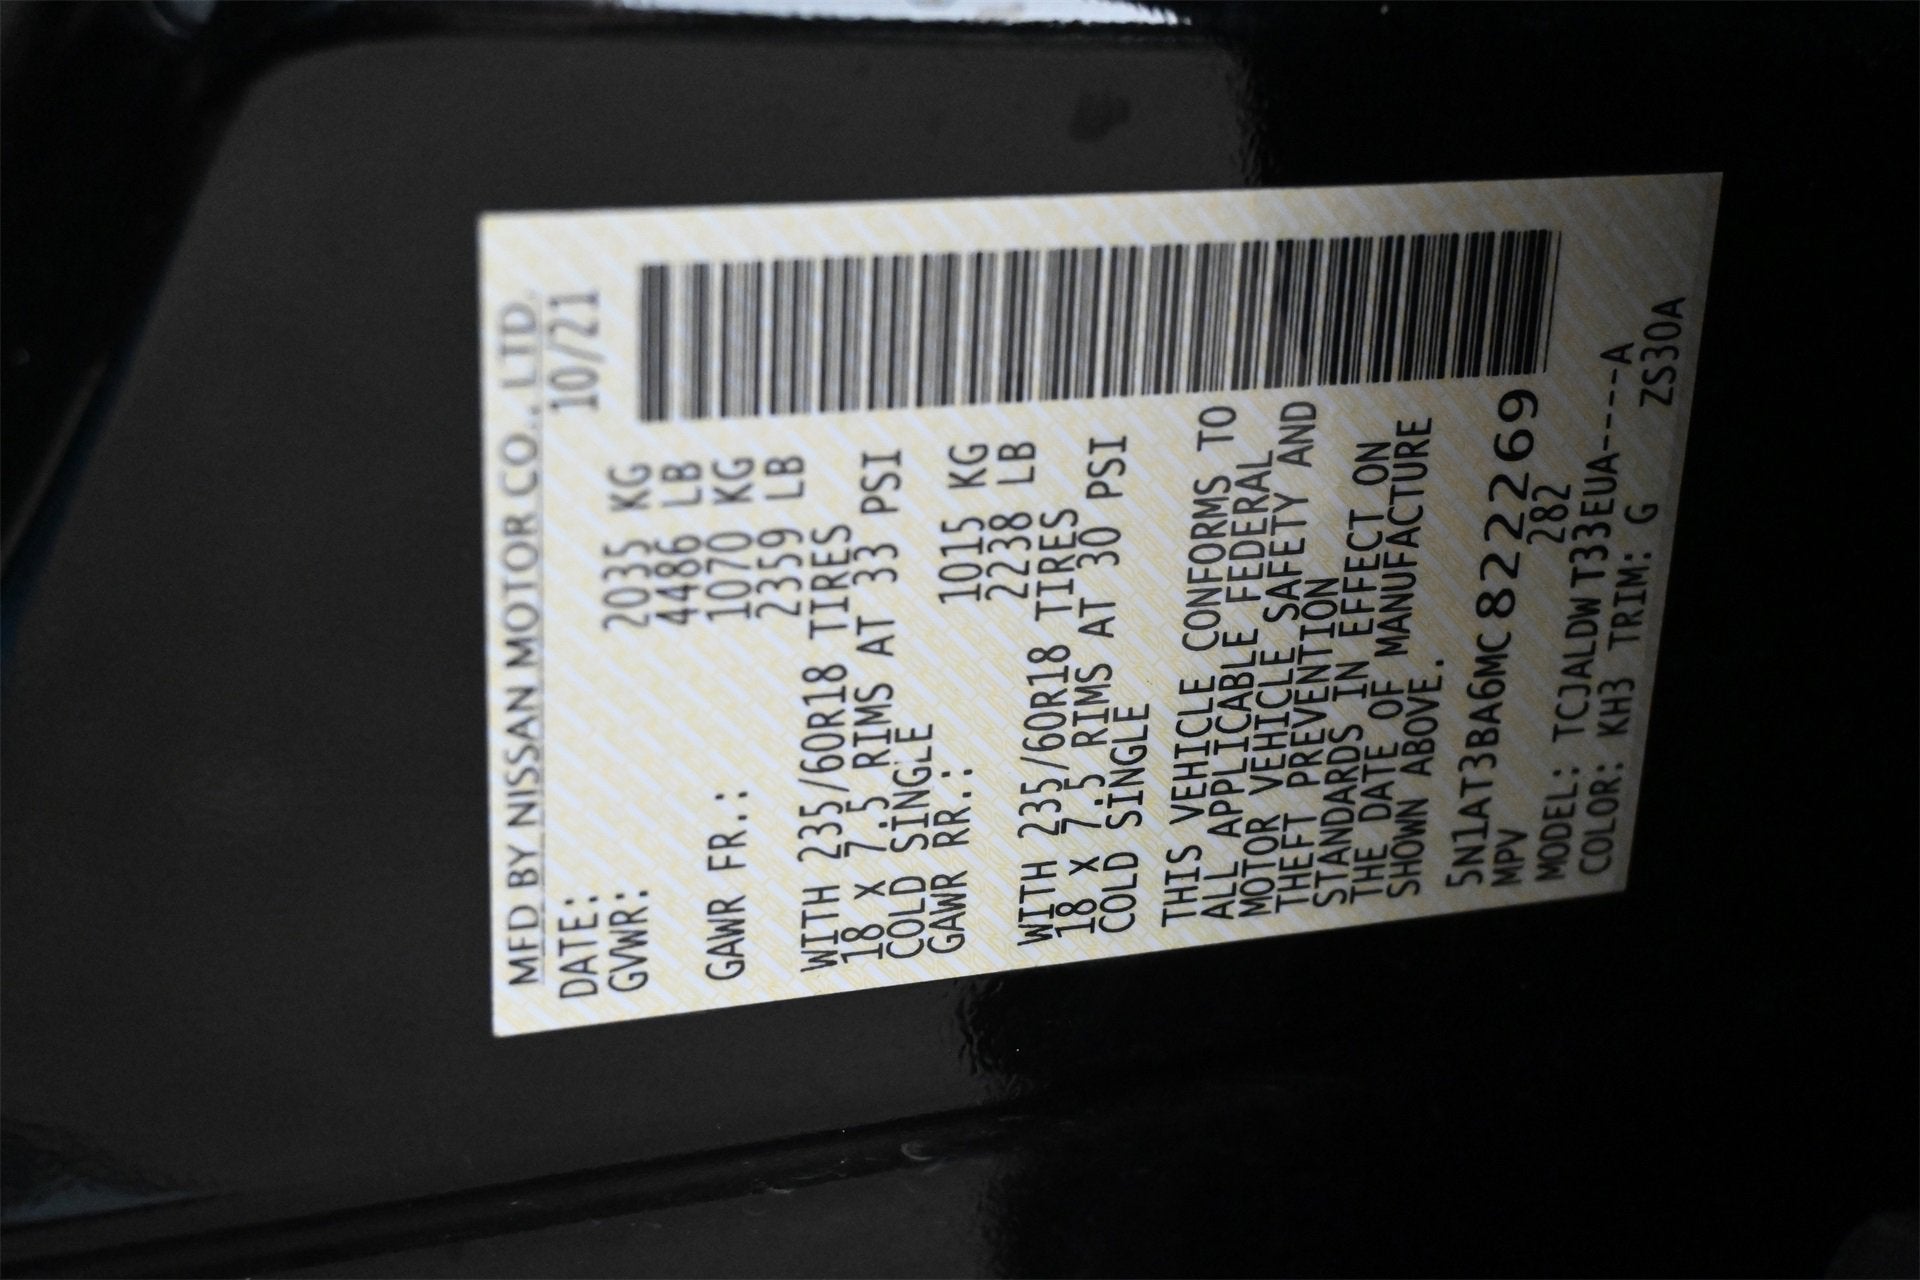 MFD BY NISSAN MOTOR CO., LTD.
DATE: 10/21
GVWR: 2035 KG
4486 LB
GAWR FR.: 1070 KG
2359 LB
WITH 235/60R18 TIRES
18 X 7.5 RIMS AT 33 PSI
COLD SINGLE
GAWR RR.: 1015 KG
2238 LB
WITH 235/60R18 TIRES
18 X 7.5 RIMS AT 30 PSI
COLD SINGLE
THIS VEHICLE CONFORMS TO
ALL APPLICABLE FEDERAL
MOTOR VEHICLE SAFETY AND
THEFT PREVENTION
STANDARDS IN EFFECT ON
THE DATE OF MANUFACTURE
SHOWN ABOVE.
5N1AT3BA6MC822269
MPV 282
MODEL: TCJALDWT33EUA----A
COLOR: KH3 TRIM: G ZS30A